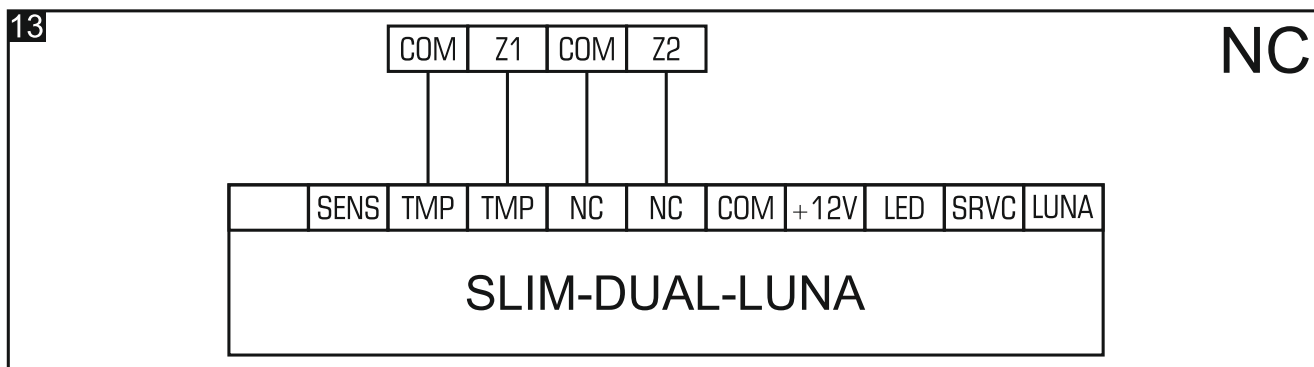 13
NC
COM Z1 COM Z2
SENS TMP TMP NC NC COM +12V LED SRVC LUNA
SLIM-DUAL-LUNA